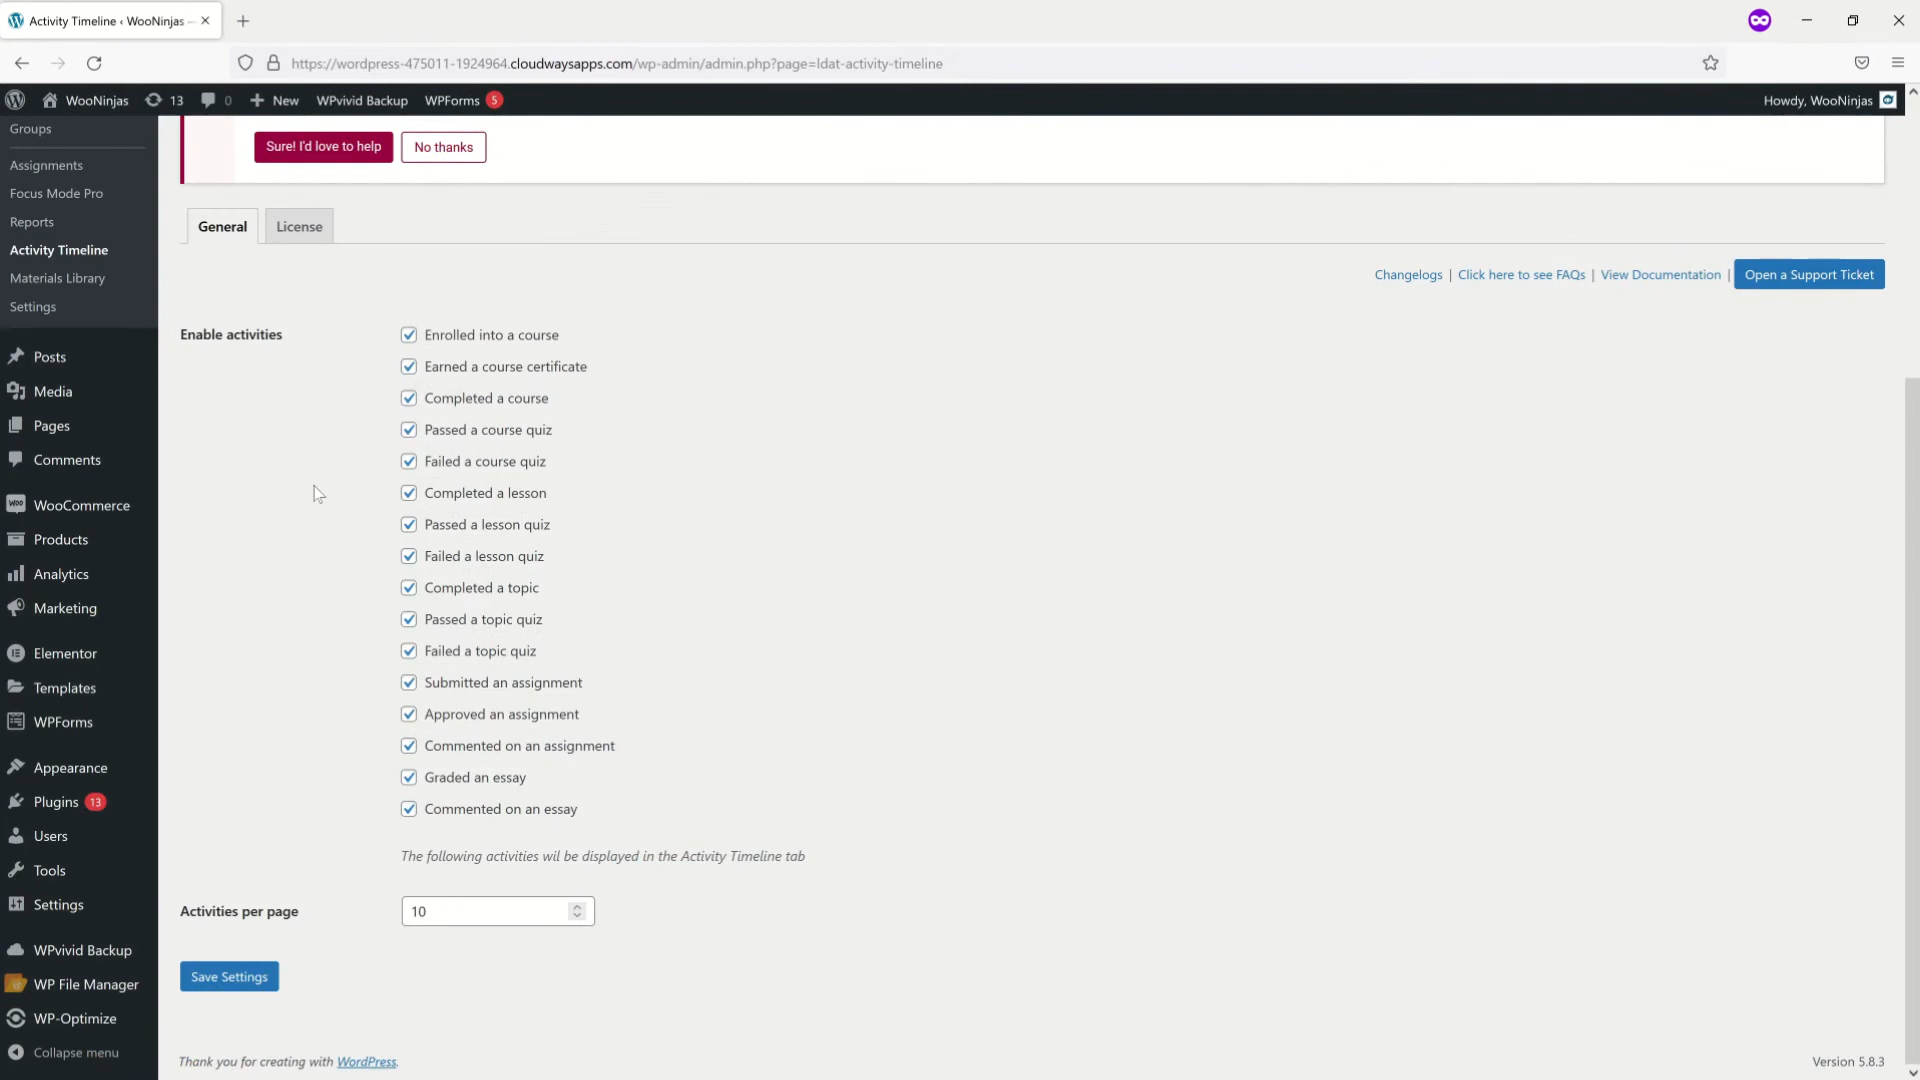 Activity Timeline ‹ WooNinjas —
https://wordpress-475011-1924964.cloudwaysapps.com/wp-admin/admin.php?page=ldat-activity-timeline
WooNinjas 13 0 New WPvivid Backup WPForms 5 Howdy, WooNinjas
Groups
Assignments
Focus Mode Pro
Reports
Activity Timeline
Materials Library
Settings
Posts
Media
Pages
Comments
WooCommerce
Products
Analytics
Marketing
Elementor
Templates
WPForms
Appearance
Plugins 13
Users
Tools
Settings
WPvivid Backup
WP File Manager
WP-Optimize
Collapse menu
Sure! I'd love to help No thanks
General License
Changelogs | Click here to see FAQs | View Documentation | Open a Support Ticket
Enable activities
Enrolled into a course
Earned a course certificate
Completed a course
Passed a course quiz
Failed a course quiz
Completed a lesson
Passed a lesson quiz
Failed a lesson quiz
Completed a topic
Passed a topic quiz
Failed a topic quiz
Submitted an assignment
Approved an assignment
Commented on an assignment
Graded an essay
Commented on an essay
The following activities wil be displayed in the Activity Timeline tab
Activities per page 10
Save Settings
Thank you for creating with WordPress. Version 5.8.3